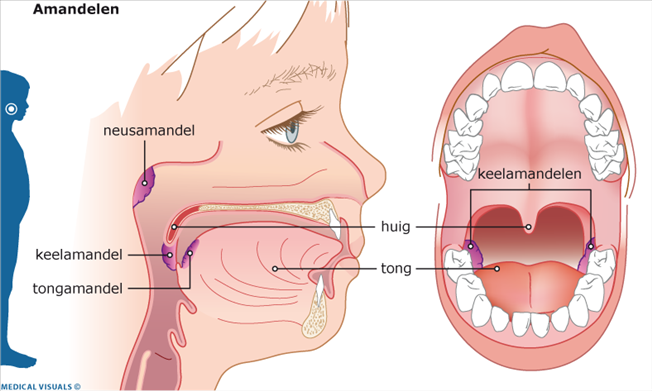 Amandelen
neusamandel
keelamandelen
huig
keelamandel
tong
tongamandel
MEDICAL VISUALS ©